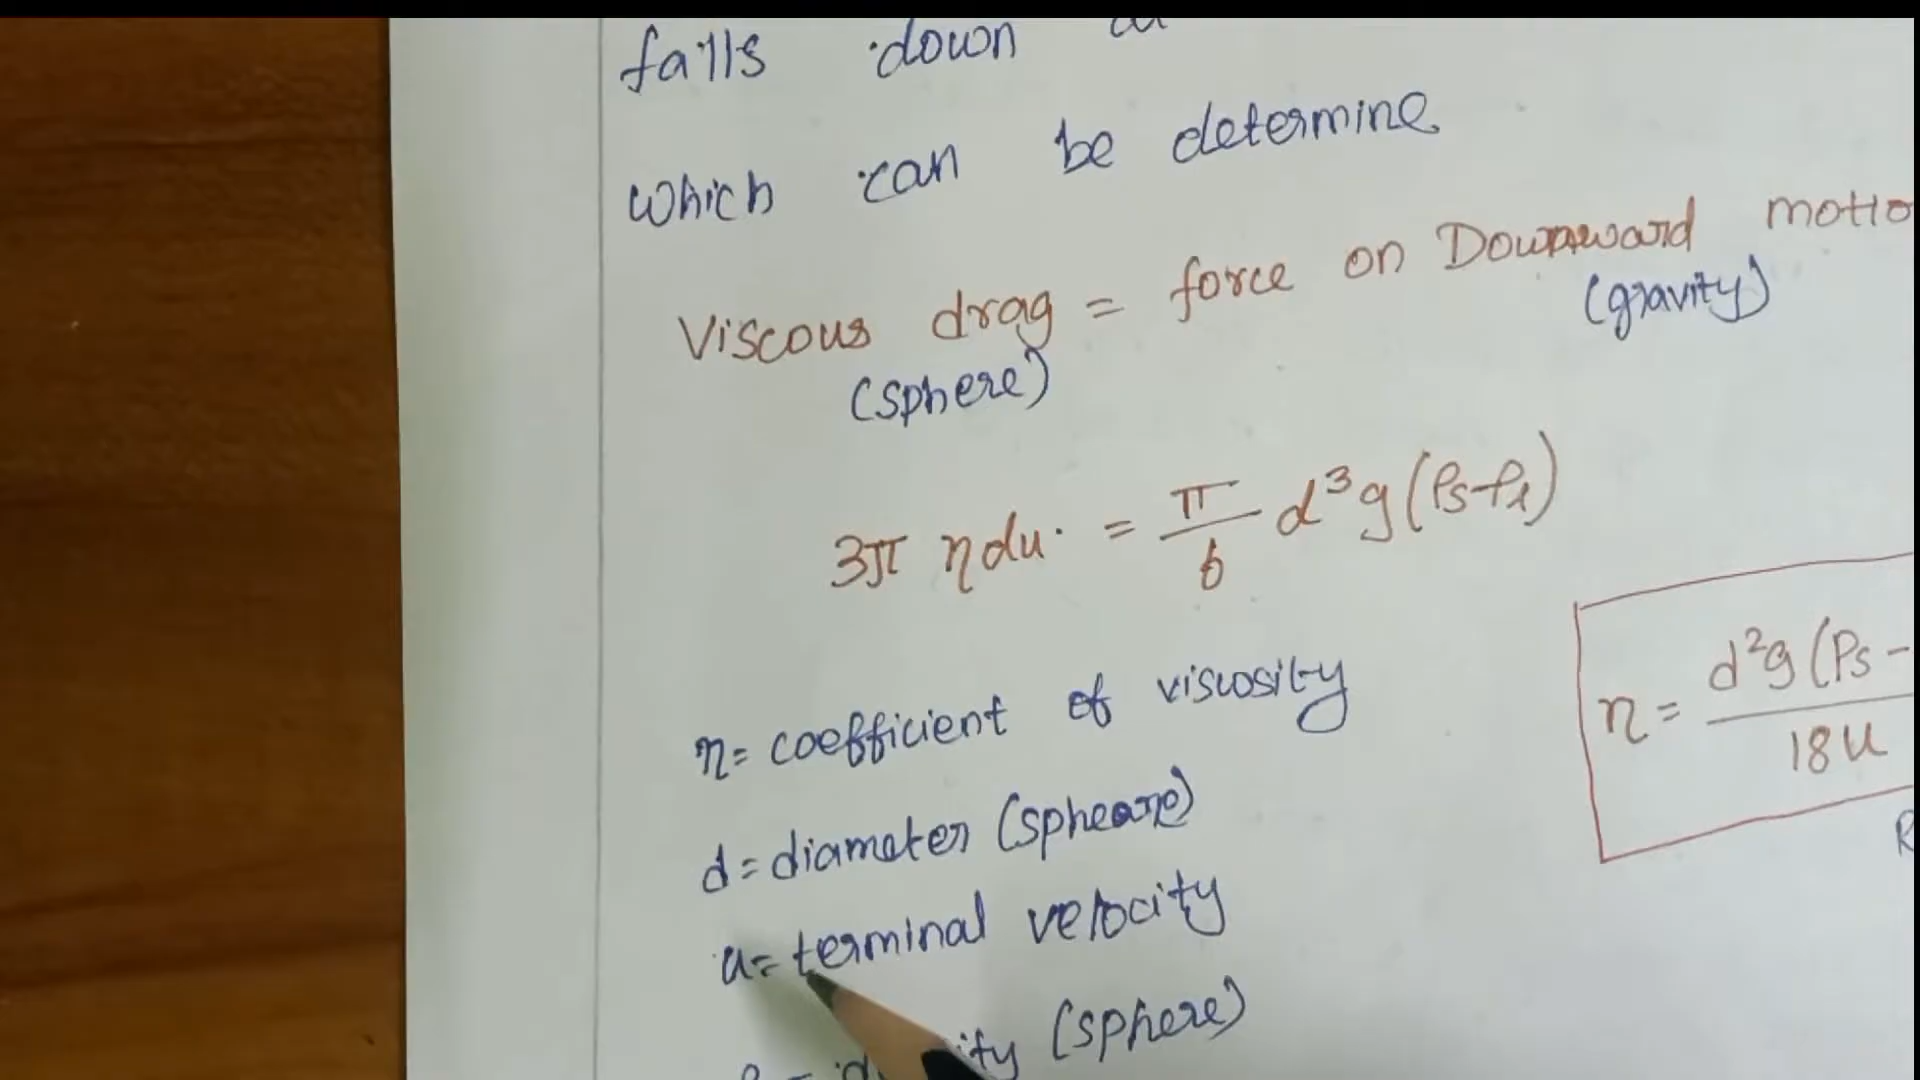 falls down
which can be determine
Viscous drag = force on Downward motio
(sphere) (gravity)
3π ηdu. = π/6 d³g(ρs-ρl)
η = d²g(ρs - / 18u
η= coefficient of viscosity
d= diameter (spheare)
u= terminal velocity
(sphere)